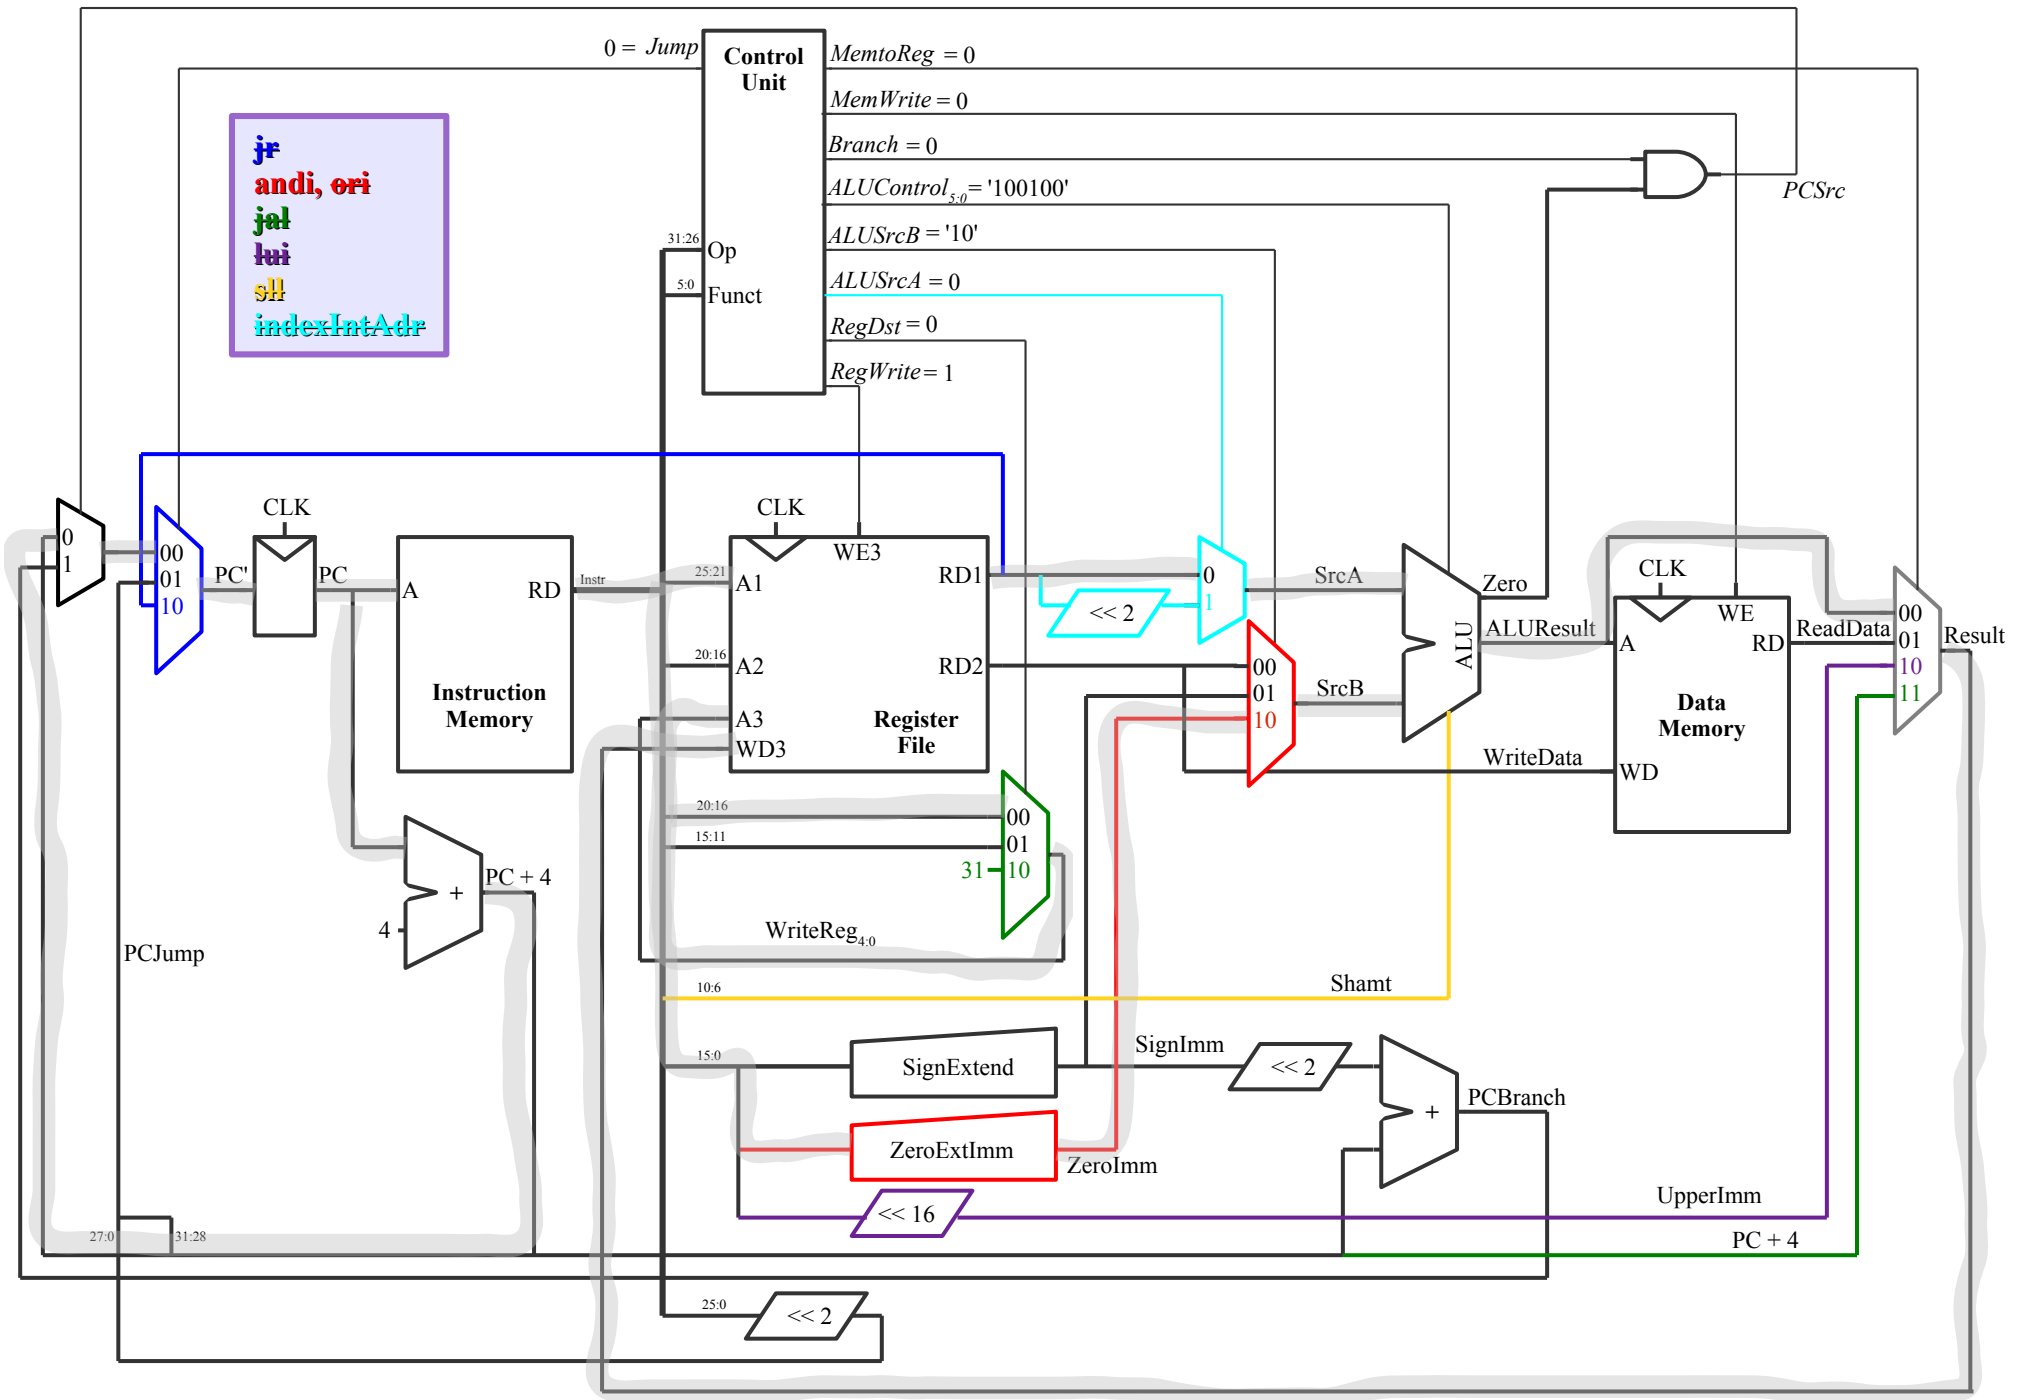 0 = Jump
Control
Unit
MemtoReg = 0
MemWrite = 0
Branch = 0
ALUControl5:0 = '100100'
ALUSrcB = '10'
ALUSrcA = 0
RegDst = 0
RegWrite = 1
31:26
Op
5:0
Funct
PCSrc
jr
andi, ori
jal
lui
sll
indexIntAdr
0
1
00
01
10
PC'
CLK
PC
A
RD
Instr
Instruction
Memory
CLK
WE3
25:21
A1
RD1
20:16
A2
RD2
A3
WD3
Register
File
0
1
<< 2
SrcA
00
01
10
SrcB
Zero
ALU
ALUResult
CLK
WE
A
RD
ReadData
Data
Memory
WriteData
WD
00
01
10
11
Result
20:16
00
15:11
01
31
10
WriteReg4:0
PC + 4
+
4
PCJump
10:6
Shamt
15:0
SignExtend
SignImm
<< 2
+
PCBranch
ZeroExtImm
ZeroImm
<< 16
UpperImm
27:0
31:28
PC + 4
25:0
<< 2